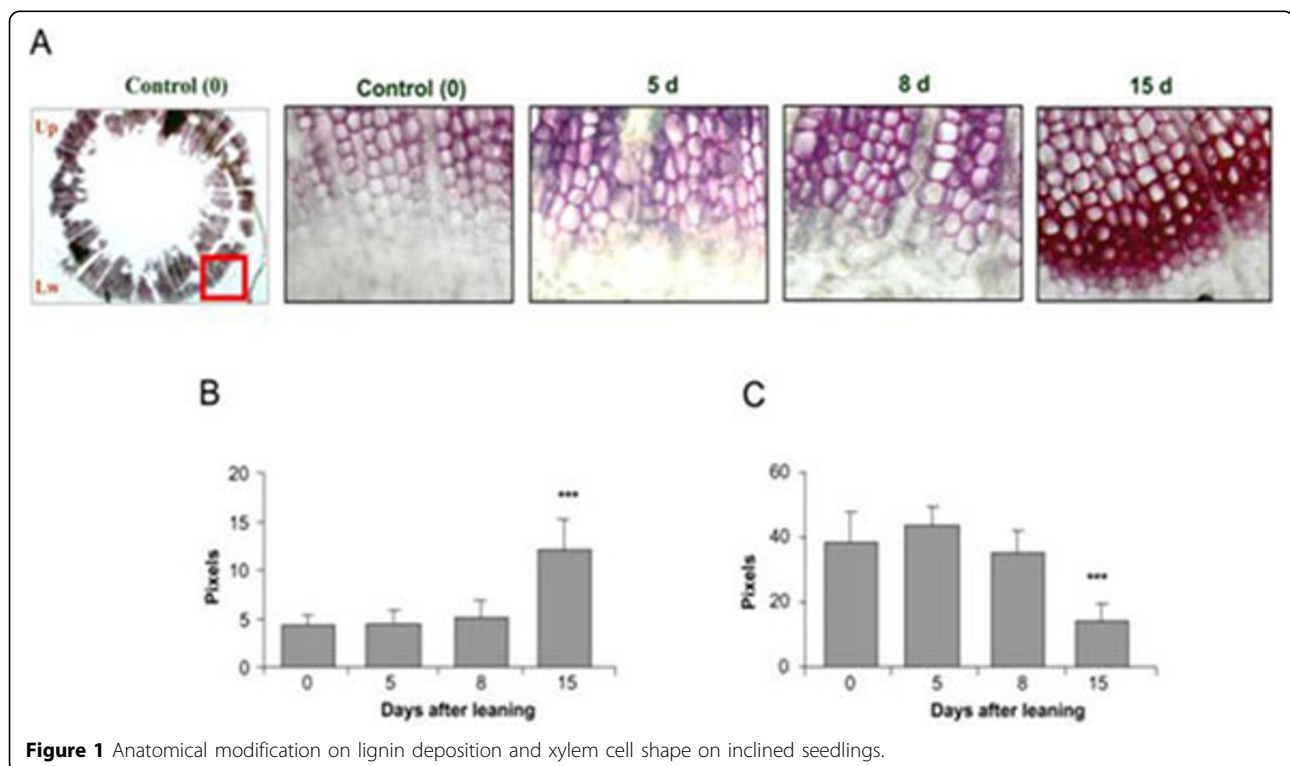 A
Control (0)
Control (0)
5 d
8 d
15 d
Up
Lw
B
C
20
15
10
5
0
Pixels
***
0 5 8 15
Days after leaning
60
40
20
0
Pixels
***
0 5 8 15
Days after leaning
Figure 1 Anatomical modification on lignin deposition and xylem cell shape on inclined seedlings.